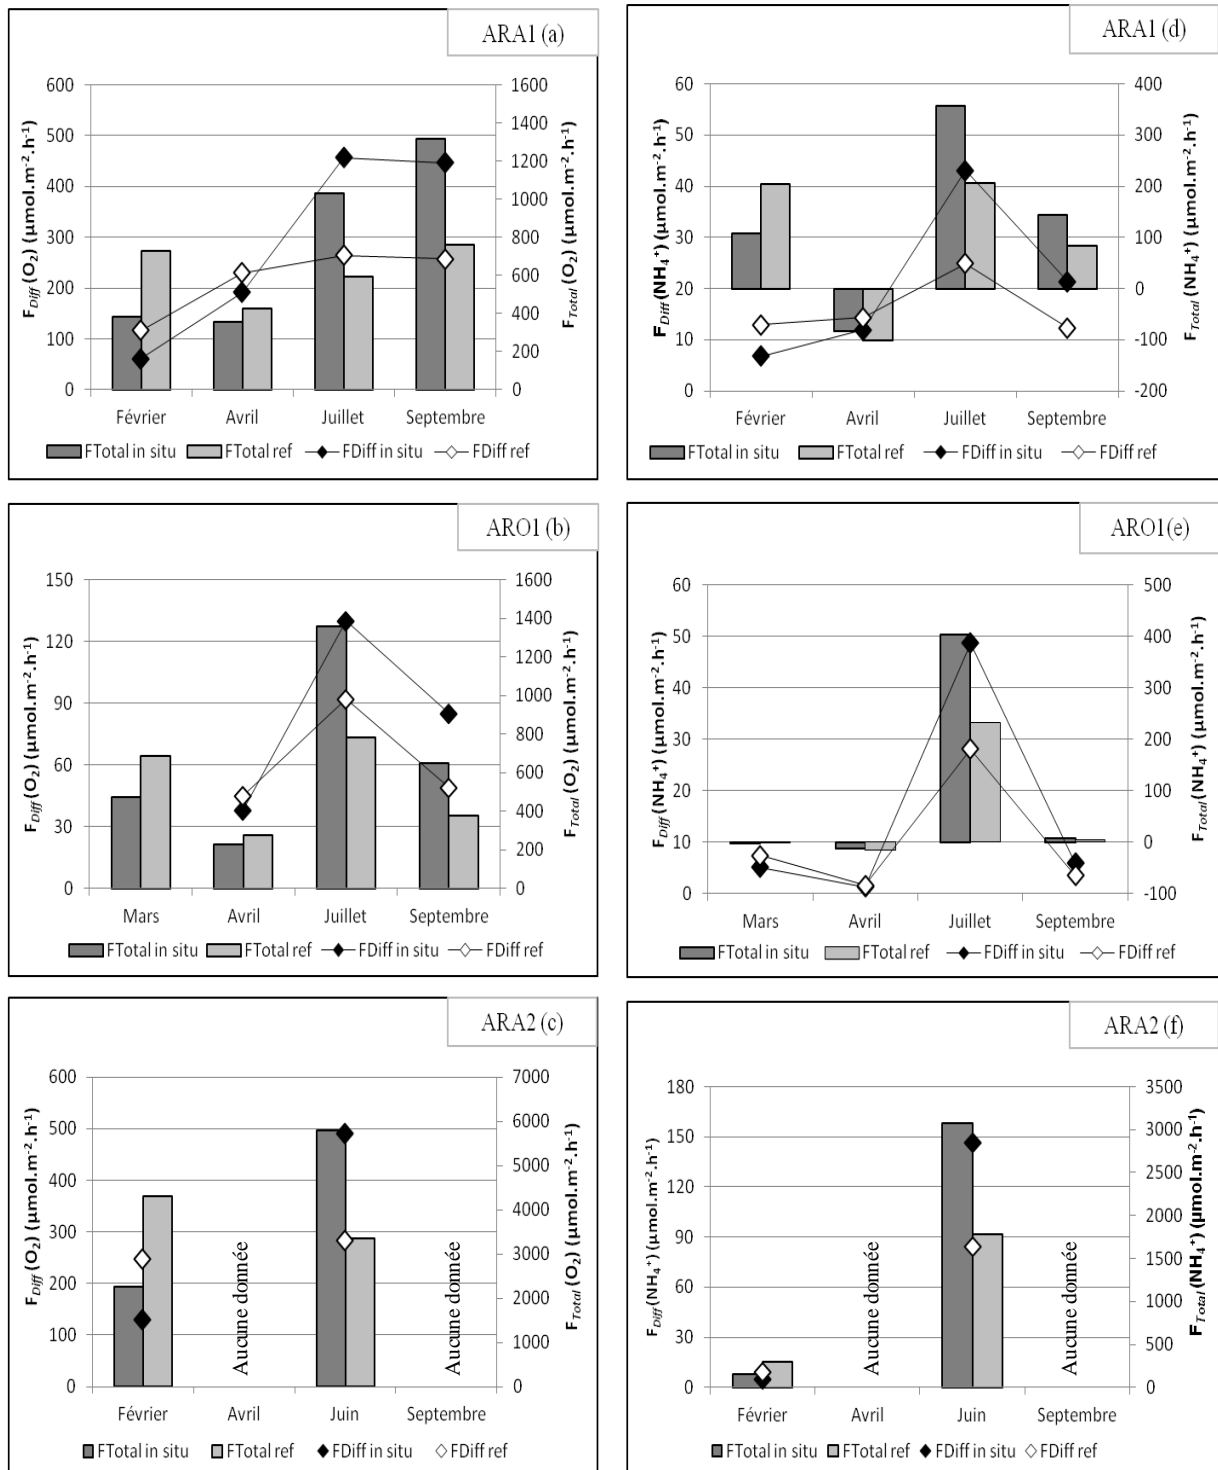 ARA1 (a)
F_Diff (O₂) (µmol.m⁻².h⁻¹)
600
500
400
300
200
100
0
1600
1400
1200
1000
800
600
400
200
0
F_Total (O₂) (µmol.m⁻².h⁻¹)
Février Avril Juillet Septembre
FTotal in situ FTotal ref FDiff in situ FDiff ref
ARA1 (d)
F_Diff (NH₄⁺) (µmol.m⁻².h⁻¹)
60
50
40
30
20
10
0
400
300
200
100
0
-100
-200
F_Total (NH₄⁺) (µmol.m⁻².h⁻¹)
Février Avril Juillet Septembre
FTotal in situ FTotal ref FDiff in situ FDiff ref
ARO1 (b)
F_Diff (O₂) (µmol.m⁻².h⁻¹)
150
120
90
60
30
0
1600
1400
1200
1000
800
600
400
200
0
F_Total (O₂) (µmol.m⁻².h⁻¹)
Mars Avril Juillet Septembre
FTotal in situ FTotal ref FDiff in situ FDiff ref
ARO1 (e)
F_Diff (NH₄⁺) (µmol.m⁻².h⁻¹)
60
50
40
30
20
10
0
500
400
300
200
100
0
-100
F_Total (NH₄⁺) (µmol.m⁻².h⁻¹)
Mars Avril Juillet Septembre
FTotal in situ FTotal ref FDiff in situ FDiff ref
ARA2 (c)
F_Diff (O₂) (µmol.m⁻².h⁻¹)
600
500
400
300
200
100
0
Aucune donnée
Aucune donnée
7000
6000
5000
4000
3000
2000
1000
0
F_Total (O₂) (µmol.m⁻².h⁻¹)
Février Avril Juin Septembre
FTotal in situ FTotal ref FDiff in situ FDiff ref
ARA2 (f)
F_Diff (NH₄⁺) (µmol.m⁻².h⁻¹)
180
150
120
90
60
30
0
Aucune donnée
Aucune donnée
3500
3000
2500
2000
1500
1000
500
0
F_Total (NH₄⁺) (µmol.m⁻².h⁻¹)
Février Avril Juin Septembre
FTotal in situ FTotal ref FDiff in situ FDiff ref